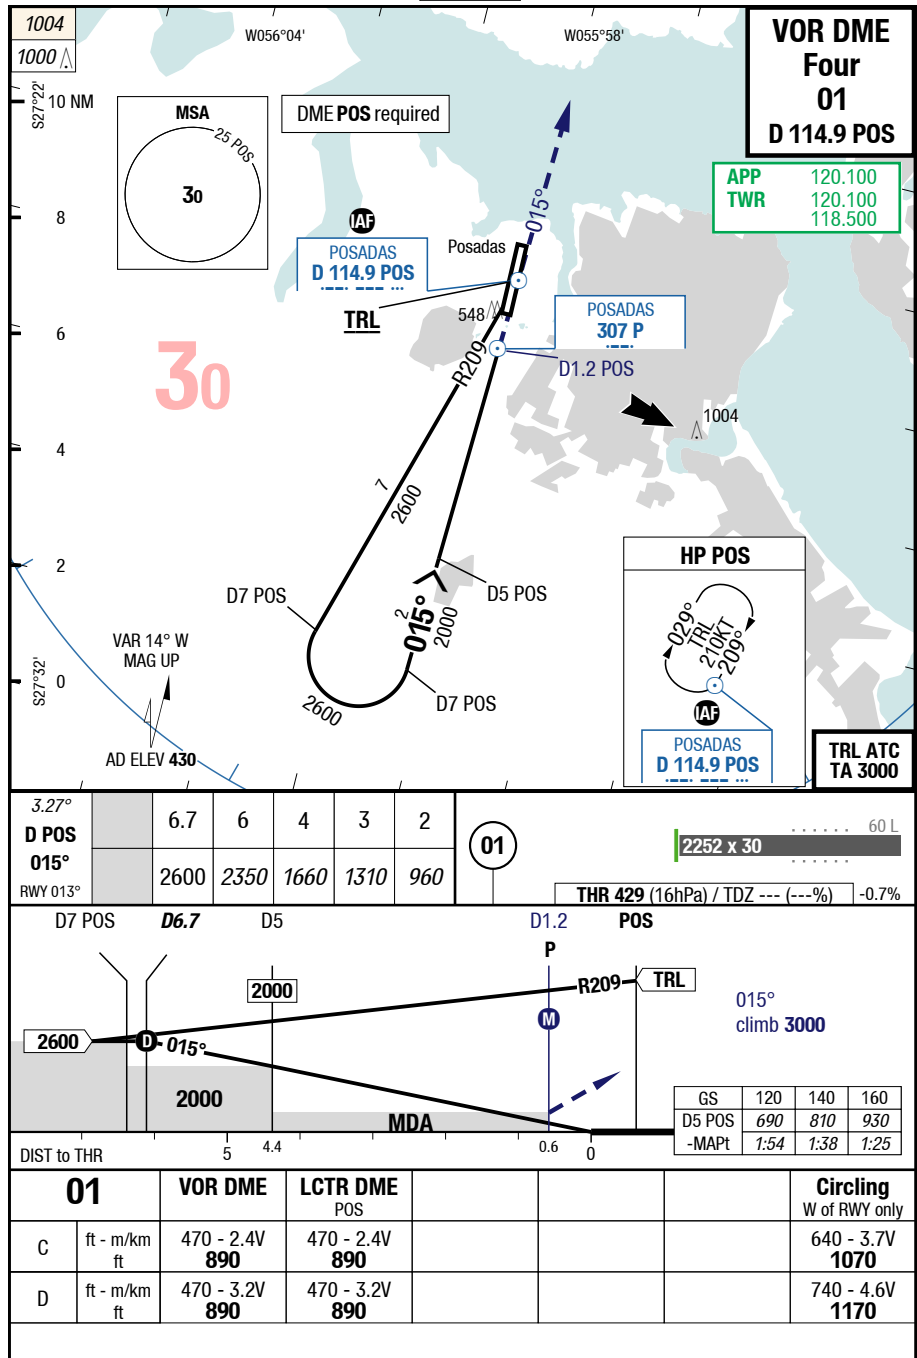 1004
1000
W056°04'
W055°58'
VOR DME
Four
01
D 114.9 POS
S27°22'
10 NM
MSA
25 POS
30
DME POS required
APP 120.100
TWR 120.100
118.500
8
IAF
POSADAS
D 114.9 POS
Posadas
015°
TRL
548
6
POSADAS
307 P
30
R209
D1.2 POS
1004
4
7
2600
HP POS
2
D7 POS
D5 POS
2
015°
2000
029°
TRL
210KT
209°
VAR 14° W
MAG UP
S27°32'
0
2600
D7 POS
IAF
POSADAS
D 114.9 POS
AD ELEV 430
TRL ATC
TA 3000
3.27°
D POS
015°
RWY 013°
6.7 6 4 3 2
2600 2350 1660 1310 960
01
60 L
2252 x 30
THR 429 (16hPa) / TDZ --- (---%) -0.7%
D7 POS D6.7 D5 D1.2 POS
P
2000
R209
TRL
015°
climb 3000
M
2600
D
015°
2000
MDA
GS 120 140 160
D5 POS 690 810 930
-MAPt 1:54 1:38 1:25
DIST to THR 5 4.4 0.6 0
01 VOR DME LCTR DME Circling
POS W of RWY only
C ft - m/km 470 - 2.4V 470 - 2.4V 640 - 3.7V
ft 890 890 1070
D ft - m/km 470 - 3.2V 470 - 3.2V 740 - 4.6V
ft 890 890 1170